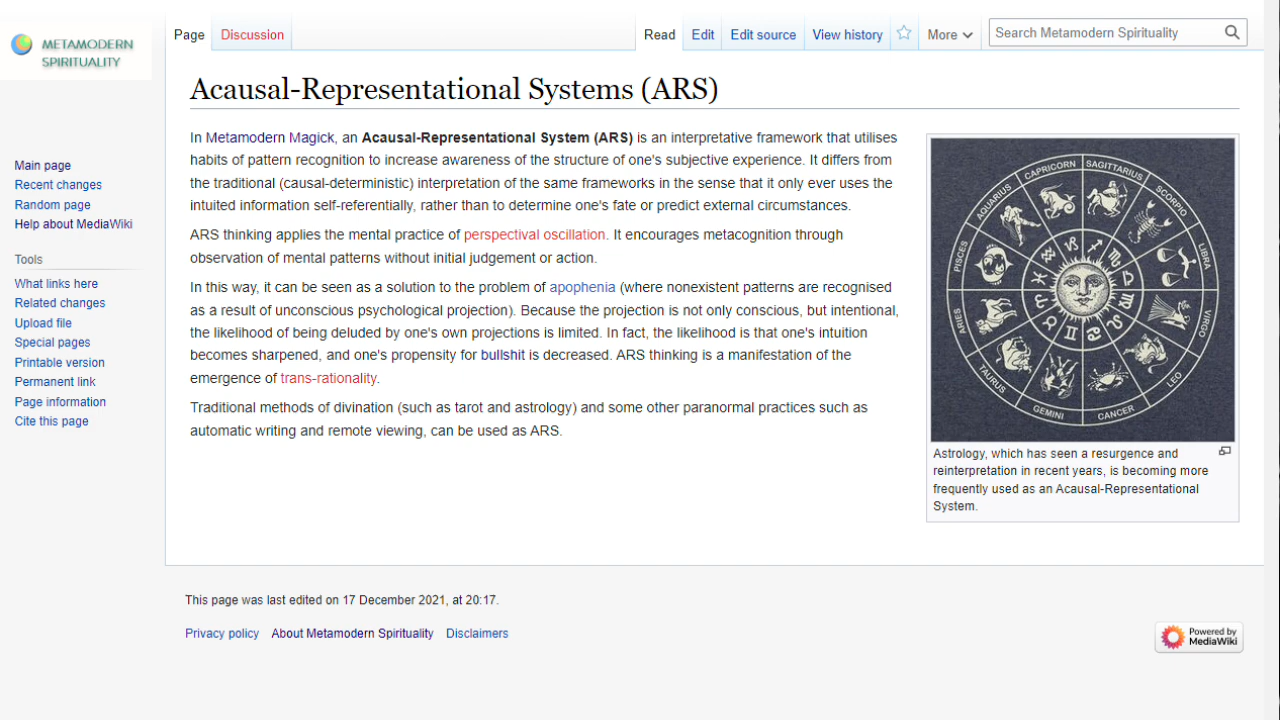 METAMODERN
SPIRITUALITY
Page
Discussion
Read
Edit
Edit source
View history
More
Search Metamodern Spirituality
Main page
Recent changes
Random page
Help about MediaWiki
Tools
What links here
Related changes
Upload file
Special pages
Printable version
Permanent link
Page information
Cite this page
Acausal-Representational Systems (ARS)
In Metamodern Magick, an Acausal-Representational System (ARS) is an interpretative framework that utilises
habits of pattern recognition to increase awareness of the structure of one's subjective experience. It differs from
the traditional (causal-deterministic) interpretation of the same frameworks in the sense that it only ever uses the
intuited information self-referentially, rather than to determine one's fate or predict external circumstances.
ARS thinking applies the mental practice of perspectival oscillation. It encourages metacognition through
observation of mental patterns without initial judgement or action.
In this way, it can be seen as a solution to the problem of apophenia (where nonexistent patterns are recognised
as a result of unconscious psychological projection). Because the projection is not only conscious, but intentional,
the likelihood of being deluded by one's own projections is limited. In fact, the likelihood is that one's intuition
becomes sharpened, and one's propensity for bullshit is decreased. ARS thinking is a manifestation of the
emergence of trans-rationality.
Traditional methods of divination (such as tarot and astrology) and some other paranormal practices such as
automatic writing and remote viewing, can be used as ARS.
CAPRICORN
SAGITTARIUS
SCORPIO
LIBRA
VIRGO
LEO
CANCER
GEMINI
TAURUS
ARIES
PISCES
AQUARIUS
Astrology, which has seen a resurgence and
reinterpretation in recent years, is becoming more
frequently used as an Acausal-Representational
System.
This page was last edited on 17 December 2021, at 20:17.
Privacy policy
About Metamodern Spirituality
Disclaimers
Powered by
MediaWiki